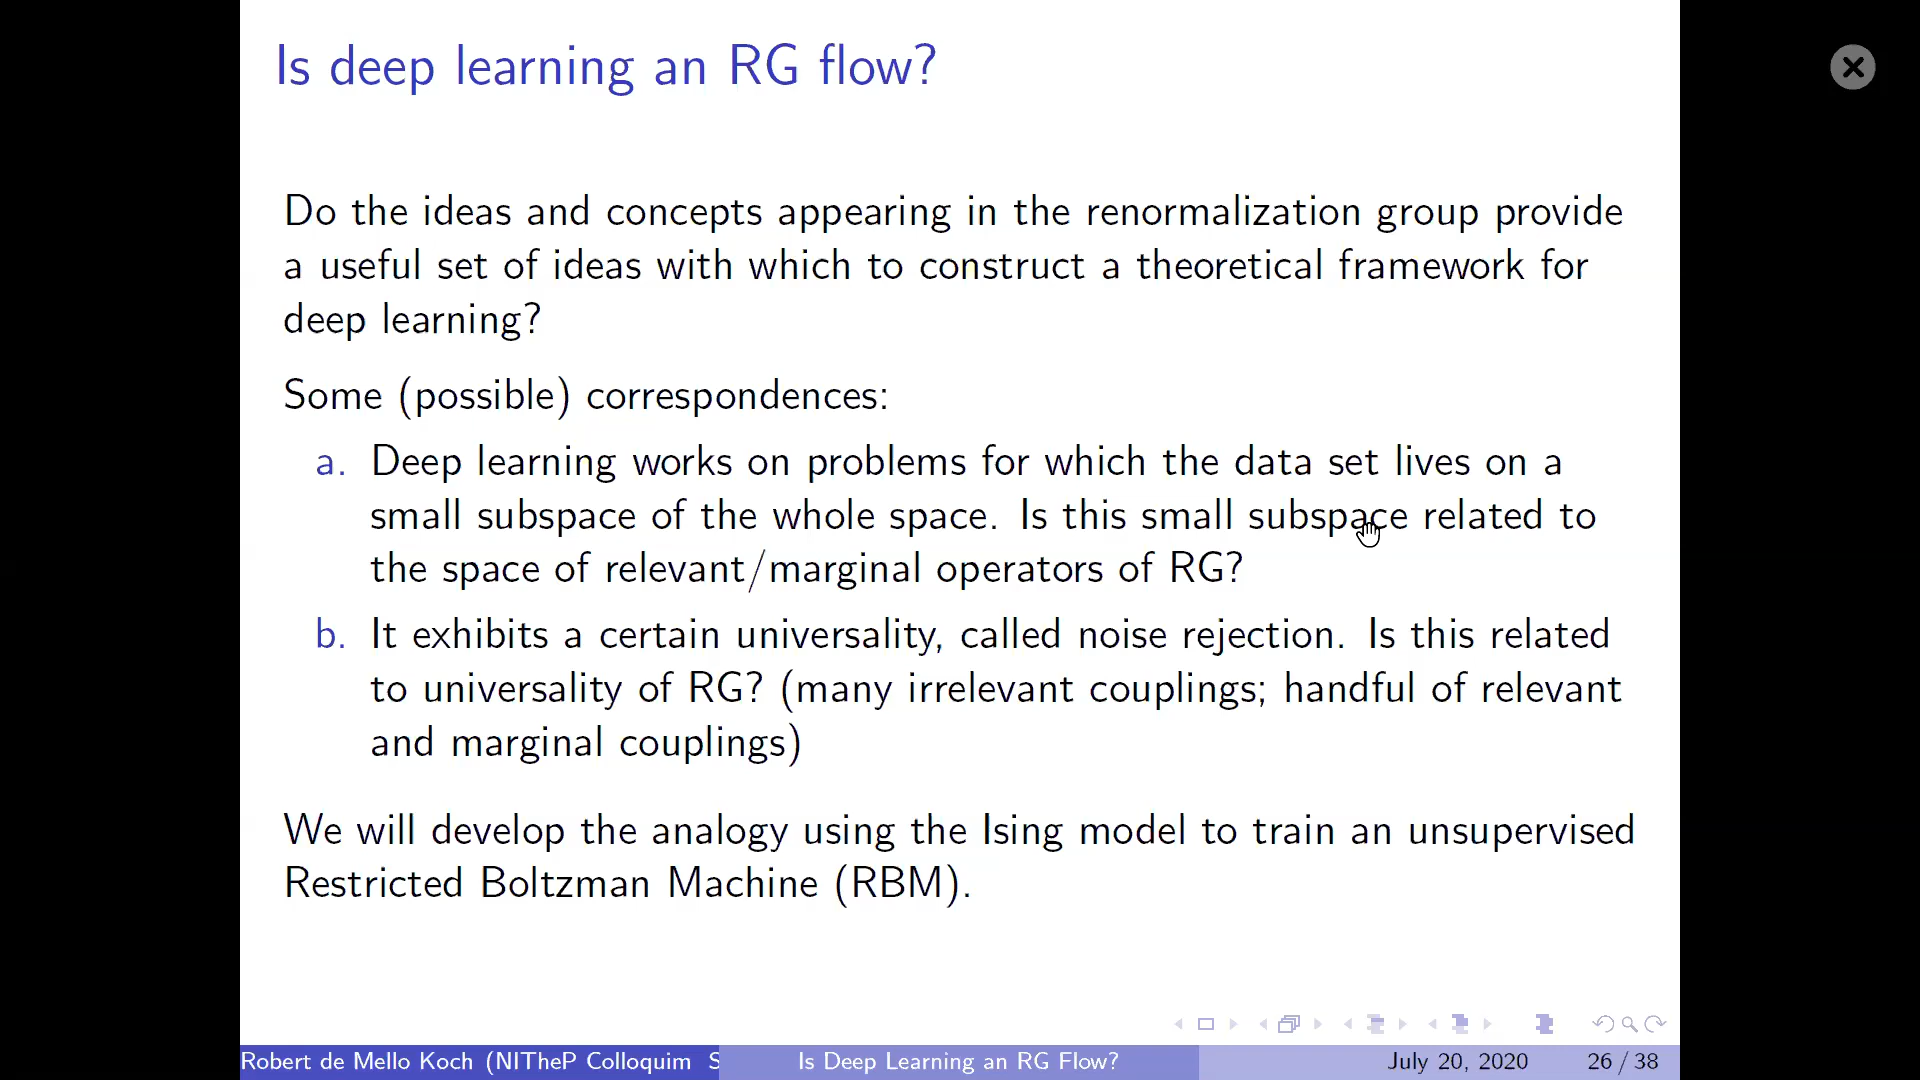 Is deep learning an RG flow?
Do the ideas and concepts appearing in the renormalization group provide
a useful set of ideas with which to construct a theoretical framework for
deep learning?
Some (possible) correspondences:
a. Deep learning works on problems for which the data set lives on a
small subspace of the whole space. Is this small subspace related to
the space of relevant/marginal operators of RG?
b. It exhibits a certain universality, called noise rejection. Is this related
to universality of RG? (many irrelevant couplings; handful of relevant
and marginal couplings)
We will develop the analogy using the Ising model to train an unsupervised
Restricted Boltzman Machine (RBM).
Robert de Mello Koch (NITheP Colloquim S
Is Deep Learning an RG Flow?
July 20, 2020
26 / 38